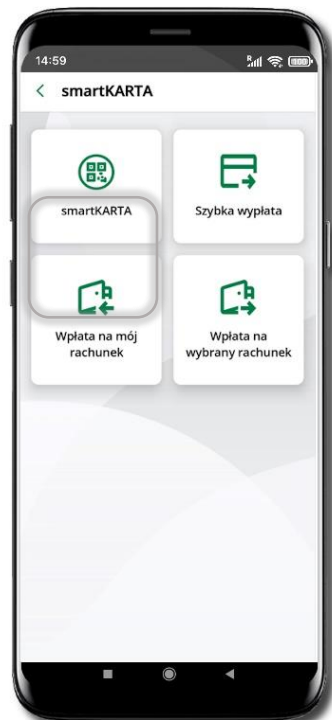 14:59
smartKARTA
smartKARTA
Szybka wypłata
Wpłata na mój
rachunek
Wpłata na
wybrany rachunek